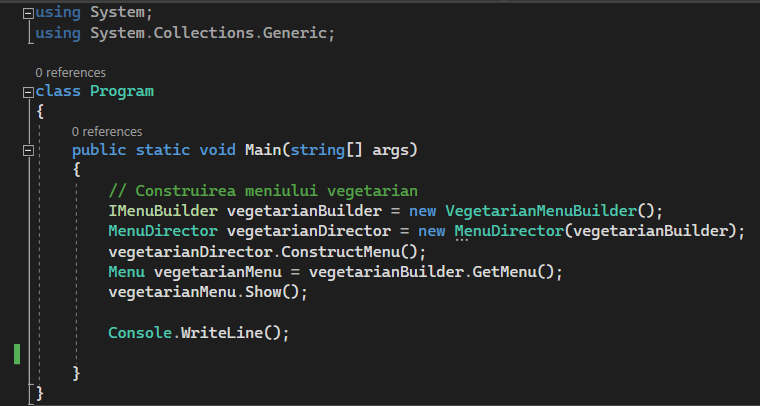 using System;
using System.Collections.Generic;
0 references
class Program
{
0 references
public static void Main(string[] args)
{
// Construirea meniului vegetarian
IMenuBuilder vegetarianBuilder = new VegetarianMenuBuilder();
MenuDirector vegetarianDirector = new MenuDirector(vegetarianBuilder);
vegetarianDirector.ConstructMenu();
Menu vegetarianMenu = vegetarianBuilder.GetMenu();
vegetarianMenu.Show();
Console.WriteLine();
}
}